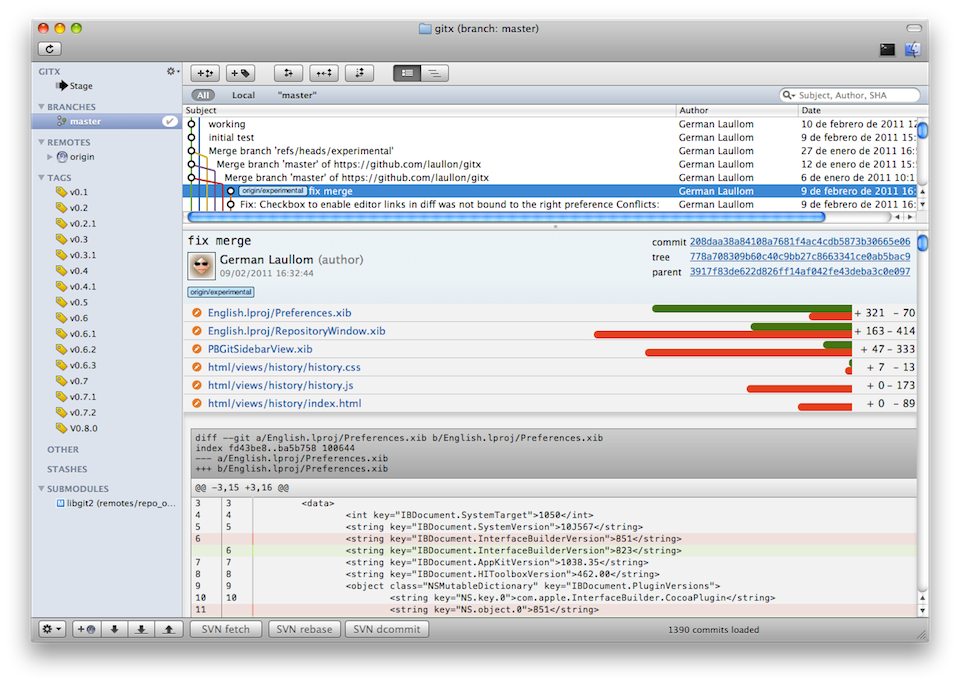 gitx (branch: master)
GITX
Stage
BRANCHES
master
REMOTES
origin
TAGS
v0.1
v0.2
v0.2.1
v0.3
v0.3.1
v0.4
v0.4.1
v0.5
v0.6
v0.6.1
v0.6.2
v0.6.3
v0.7
v0.7.1
v0.7.2
V0.8.0
OTHER
STASHES
SUBMODULES
libgit2 (remotes/repo_o...
All Local "master" Subject, Author, SHA
Subject Author Date
working German Laullom 10 de febrero de 2011 12:
initial test German Laullom 9 de febrero de 2011 15:
Merge branch 'refs/heads/experimental' German Laullom 27 de enero de 2011 16:
Merge branch 'master' of https://github.com/laullon/gitx German Laullom 12 de enero de 2011 15:
Merge branch 'master' of https://github.com/laullon/gitx German Laullom 6 de enero de 2011 10:1
origin/experimental fix merge German Laullom 9 de febrero de 2011 16:
Fix: Checkbox to enable editor links in diff was not bound to the right preference Conflicts: German Laullom 9 de febrero de 2011 16:
fix merge
German Laullom (author)
09/02/2011 16:32:44
origin/experimental
commit 208daa38a84108a7681f4ac4cdb5873b30665e06
tree 778a708309b60c40c9bb27c8663341ce0ab5bac9
parent 3917f83de622d826ff14af042fe43deba3c0e097
English.lproj/Preferences.xib + 321 - 70
English.lproj/RepositoryWindow.xib + 163 - 414
PBGitSidebarView.xib + 47 - 333
html/views/history/history.css + 7 - 13
html/views/history/history.js + 0 - 173
html/views/history/index.html + 0 - 89
diff --git a/English.lproj/Preferences.xib b/English.lproj/Preferences.xib
index fd43be8..ba5b758 100644
--- a/English.lproj/Preferences.xib
+++ b/English.lproj/Preferences.xib
@@ -3,15 +3,16 @@
3 3 <data>
4 4 <int key="IBDocument.SystemTarget">1050</int>
5 5 <string key="IBDocument.SystemVersion">10J567</string>
6 <string key="IBDocument.InterfaceBuilderVersion">851</string>
6 <string key="IBDocument.InterfaceBuilderVersion">823</string>
7 7 <string key="IBDocument.AppKitVersion">1038.35</string>
8 8 <string key="IBDocument.HIToolboxVersion">462.00</string>
9 9 <object class="NSMutableDictionary" key="IBDocument.PluginVersions">
10 10 <string key="NS.key.0">com.apple.InterfaceBuilder.CocoaPlugin</string>
11 <string key="NS.object.0">851</string>
SVN fetch SVN rebase SVN dcommit 1390 commits loaded